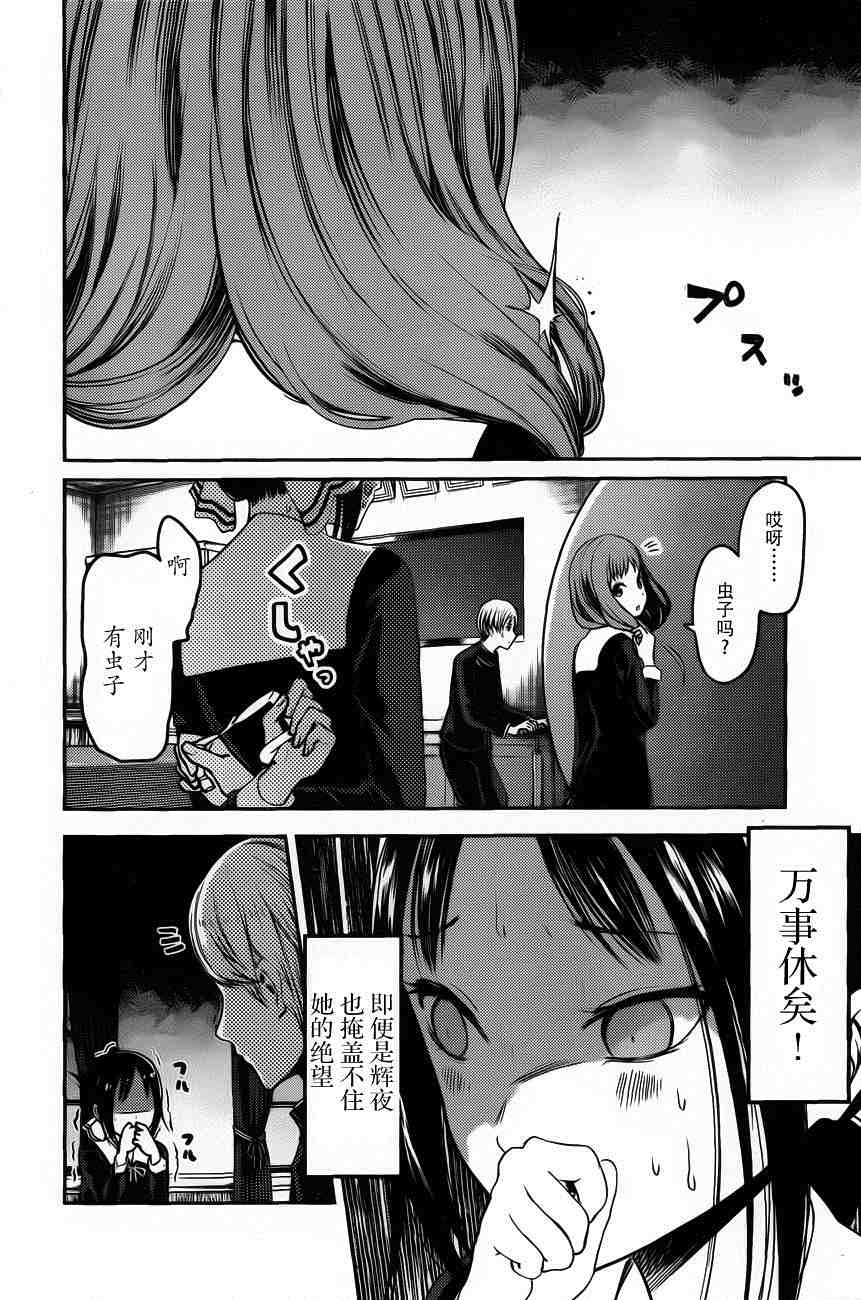 プスッ
哎呀……
虫子吗?
くしゃっ
啊
刚才
有虫子
万事休矣!
即便是辉夜
也掩盖不住
她的绝望
フル
フル